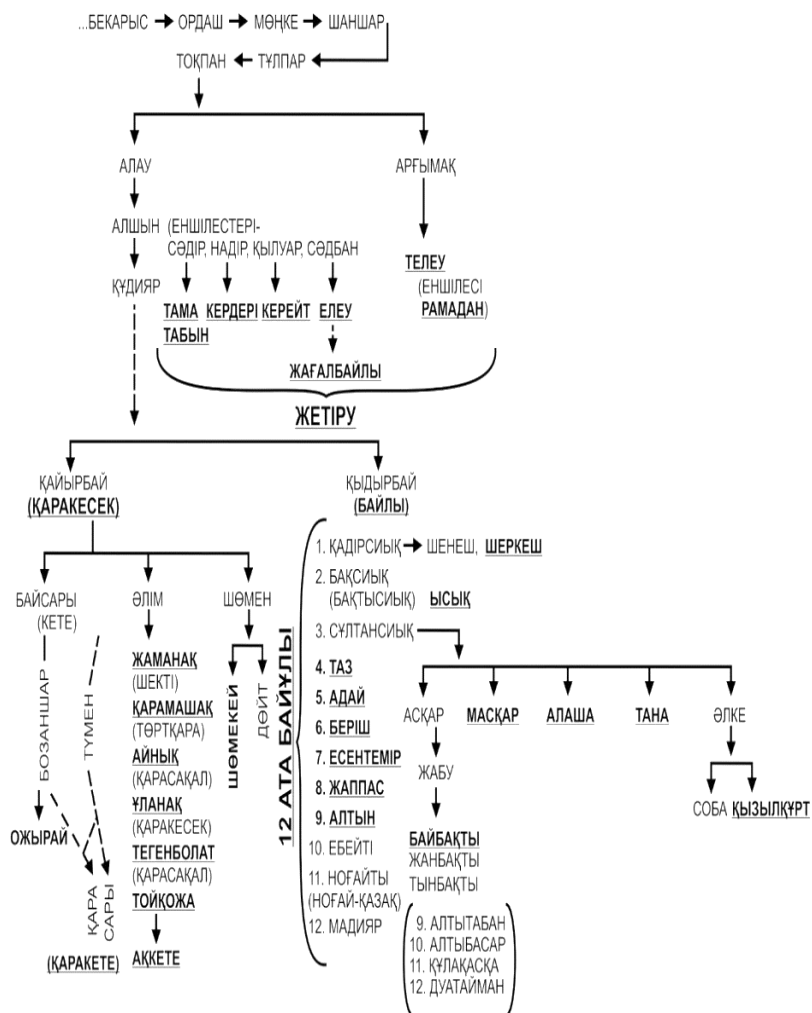 ...БЕКАРЫС ОРДАШ МӨҢКЕ ШАНШАР
ТОҚПАН ТҰЛПАР
АЛАУ
АРҒЫМАҚ
АЛШЫН (ЕНШІЛЕСТЕРІ-
СӘДІР, НАДІР, ҚЫЛУАР, СӘДБАН
ҚҰДИЯР
ТЕЛЕУ
(ЕНШІЛЕСІ
РАМАДАН)
ТАМА КЕРДЕРІ КЕРЕЙТ ЕЛЕУ
ТАБЫН
ЖАҒАЛБАЙЛЫ
ЖЕТІРУ
ҚАЙЫРБАЙ
(ҚАРАКЕСЕК)
ҚЫДЫРБАЙ
(БАЙЛЫ)
БАЙСАРЫ
(КЕТЕ)
ӘЛІМ
ШӨМЕН
БОЗАНШАР
ТҮМЕН
ОЖЫРАЙ
ҚАРА
САРЫ
(ҚАРАКЕТЕ)
ЖАМАНАҚ
(ШЕКТІ)
ҚАРАМАШАҚ
(ТӨРТҚАРА)
АЙНЫҚ
(ҚАРАСАҚАЛ)
ҰЛАНАҚ
(ҚАРАКЕСЕК)
ТЕГЕНБОЛАТ
(ҚАРАСАҚАЛ)
ТОЙҚОЖА
АҚКЕТЕ
ШӨМЕКЕЙ
ДӨЙТ
12 АТА БАЙҰЛЫ
1. ҚАДІРСИЫҚ ШЕНЕШ, ШЕРКЕШ
2. БАҚСИЫҚ
(БАҚТЫСИЫҚ) ЫСЫҚ
3. СҰЛТАНСИЫҚ
4. ТАЗ
5. АДАЙ
6. БЕРІШ
7. ЕСЕНТЕМІР
8. ЖАППАС
9. АЛТЫН
10. ЕБЕЙТІ
11. НОҒАЙТЫ
(НОҒАЙ-ҚАЗАҚ)
12. МАДИЯР
АСҚАР МАСҚАР АЛАША ТАНА ӘЛКЕ
ЖАБУ
СОБА ҚЫЗЫЛҚҰРТ
БАЙБАҚТЫ
ЖАНБАҚТЫ
ТЫНБАҚТЫ
9. АЛТЫТАБАН
10. АЛТЫБАСАР
11. ҚҰЛАҚАСҚА
12. ДУАТАЙМАН